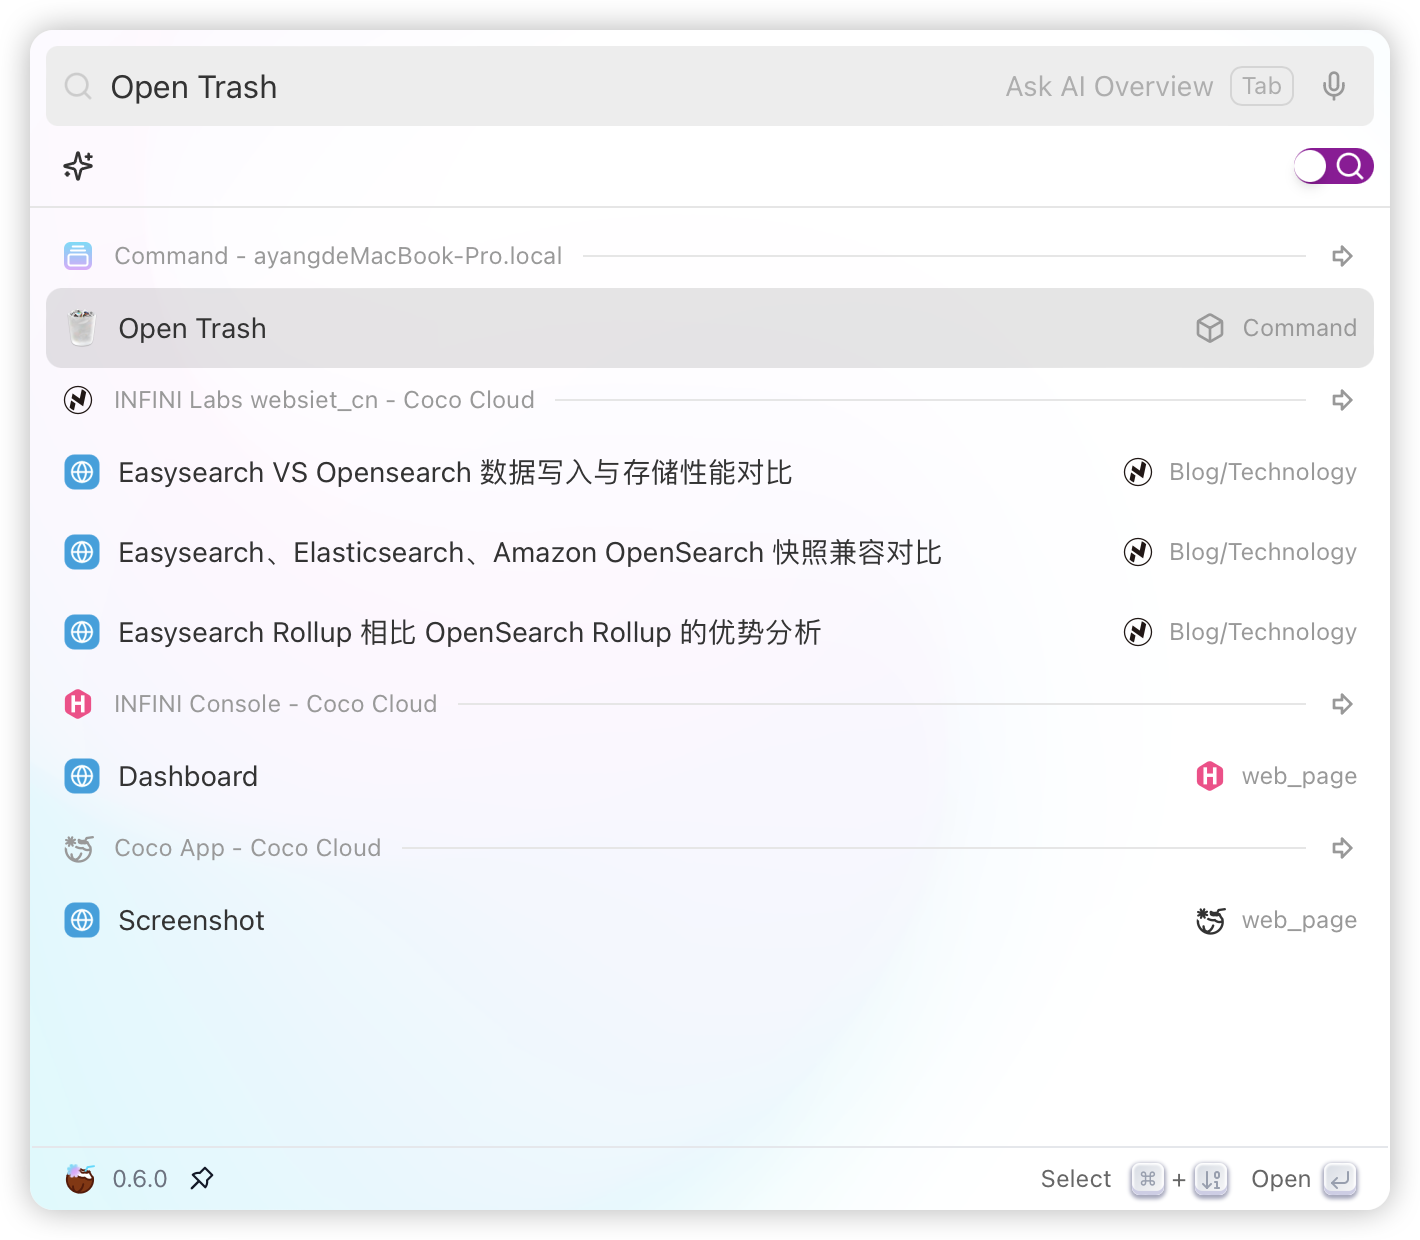 Open Trash Ask AI Overview Tab
Command - ayangdeMacBook-Pro.local
Open Trash Command
INFINI Labs websiet_cn - Coco Cloud
Easysearch VS Opensearch 数据写入与存储性能对比 Blog/Technology
Easysearch、Elasticsearch、Amazon OpenSearch 快照兼容对比 Blog/Technology
Easysearch Rollup 相比 OpenSearch Rollup 的优势分析 Blog/Technology
INFINI Console - Coco Cloud
Dashboard web_page
Coco App - Coco Cloud
Screenshot web_page
0.6.0 Select ⌘ + ↓01 Open